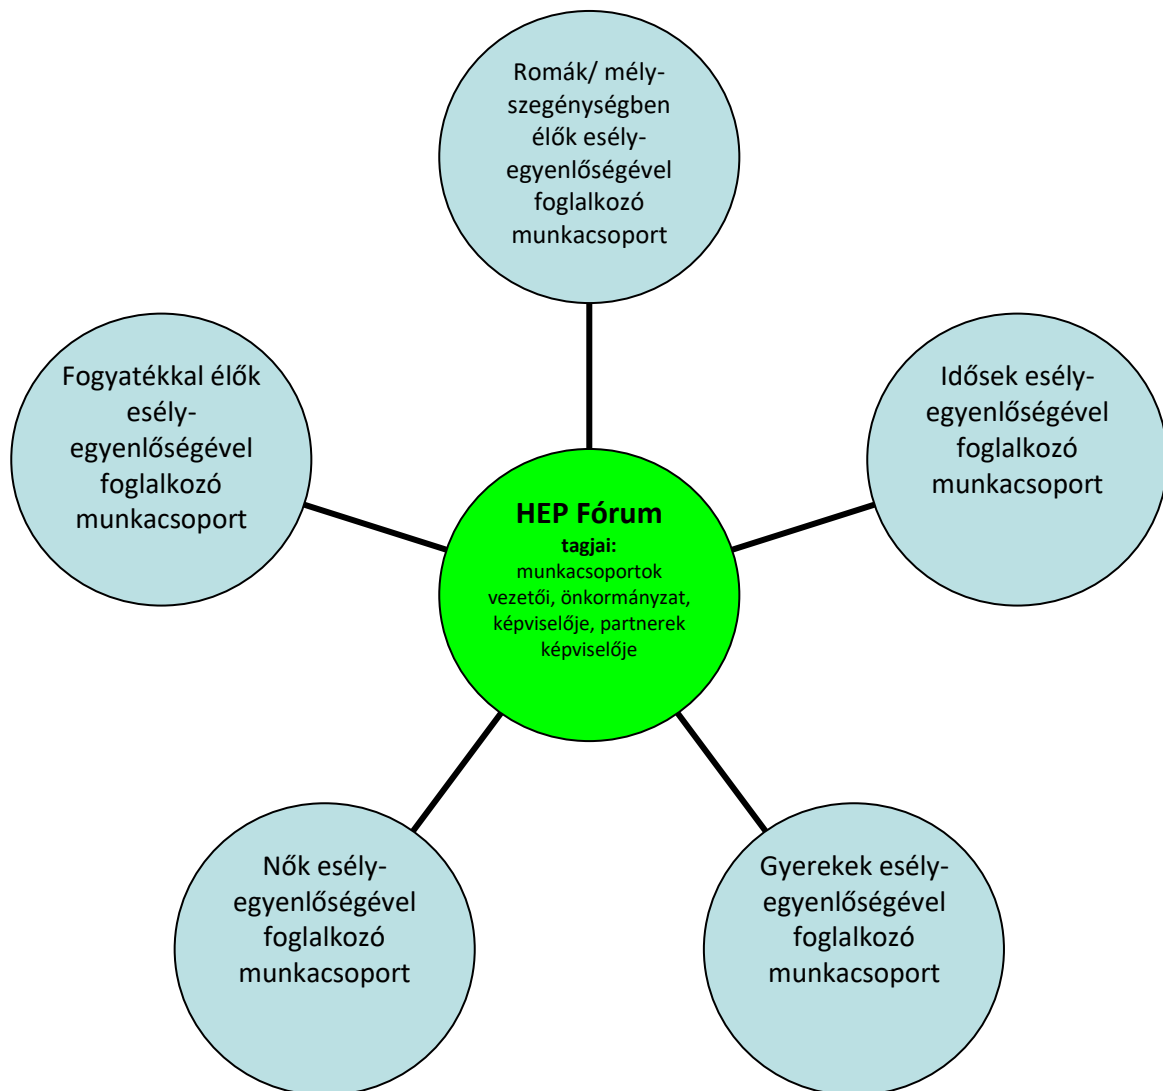 Romák/ mély-
szegénységben
élők esély-
egyenlőségével
foglalkozó
munkacsoport
Fogyatékkal élők
esély-
egyenlőségével
foglalkozó
munkacsoport
Idősek esély-
egyenlőségével
foglalkozó
munkacsoport
HEP Fórum
tagjai:
munkacsoportok
vezetői, önkormányzat,
képviselője, partnerek
képviselője
Nők esély-
egyenlőségével
foglalkozó
munkacsoport
Gyerekek esély-
egyenlőségével
foglalkozó
munkacsoport